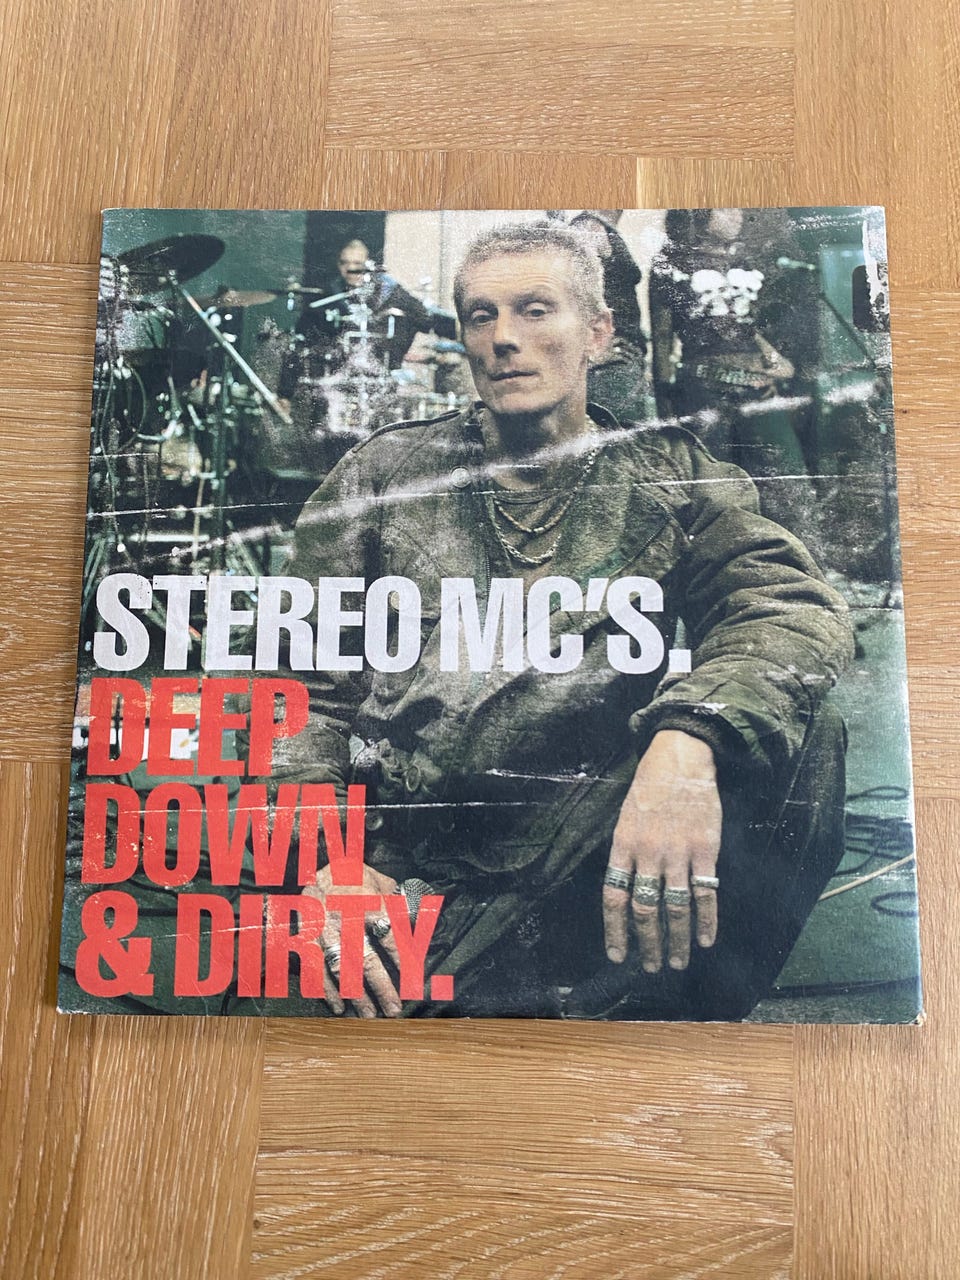 STEREO MC'S.
DEEP
DOWN
& DIRTY.